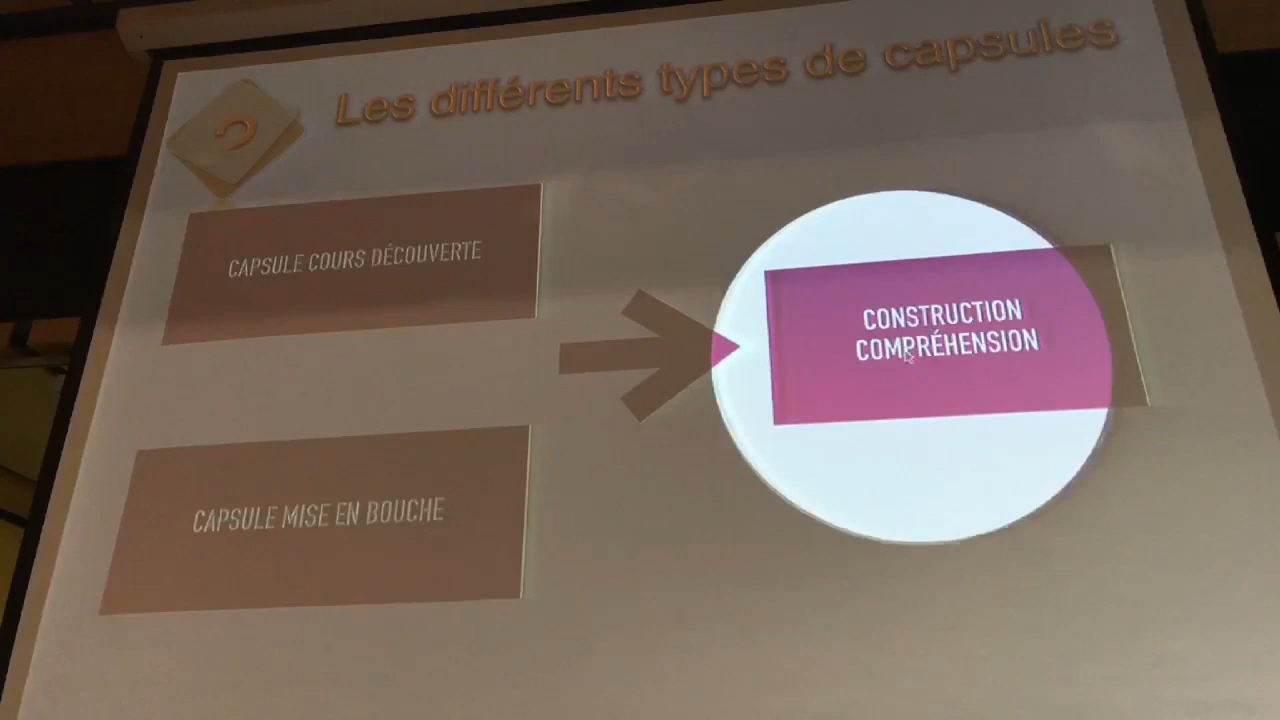 Les différents types de capsules
CAPSULE COURS DÉCOUVERTE
CONSTRUCTION
COMPRÉHENSION
CAPSULE MISE EN BOUCHE